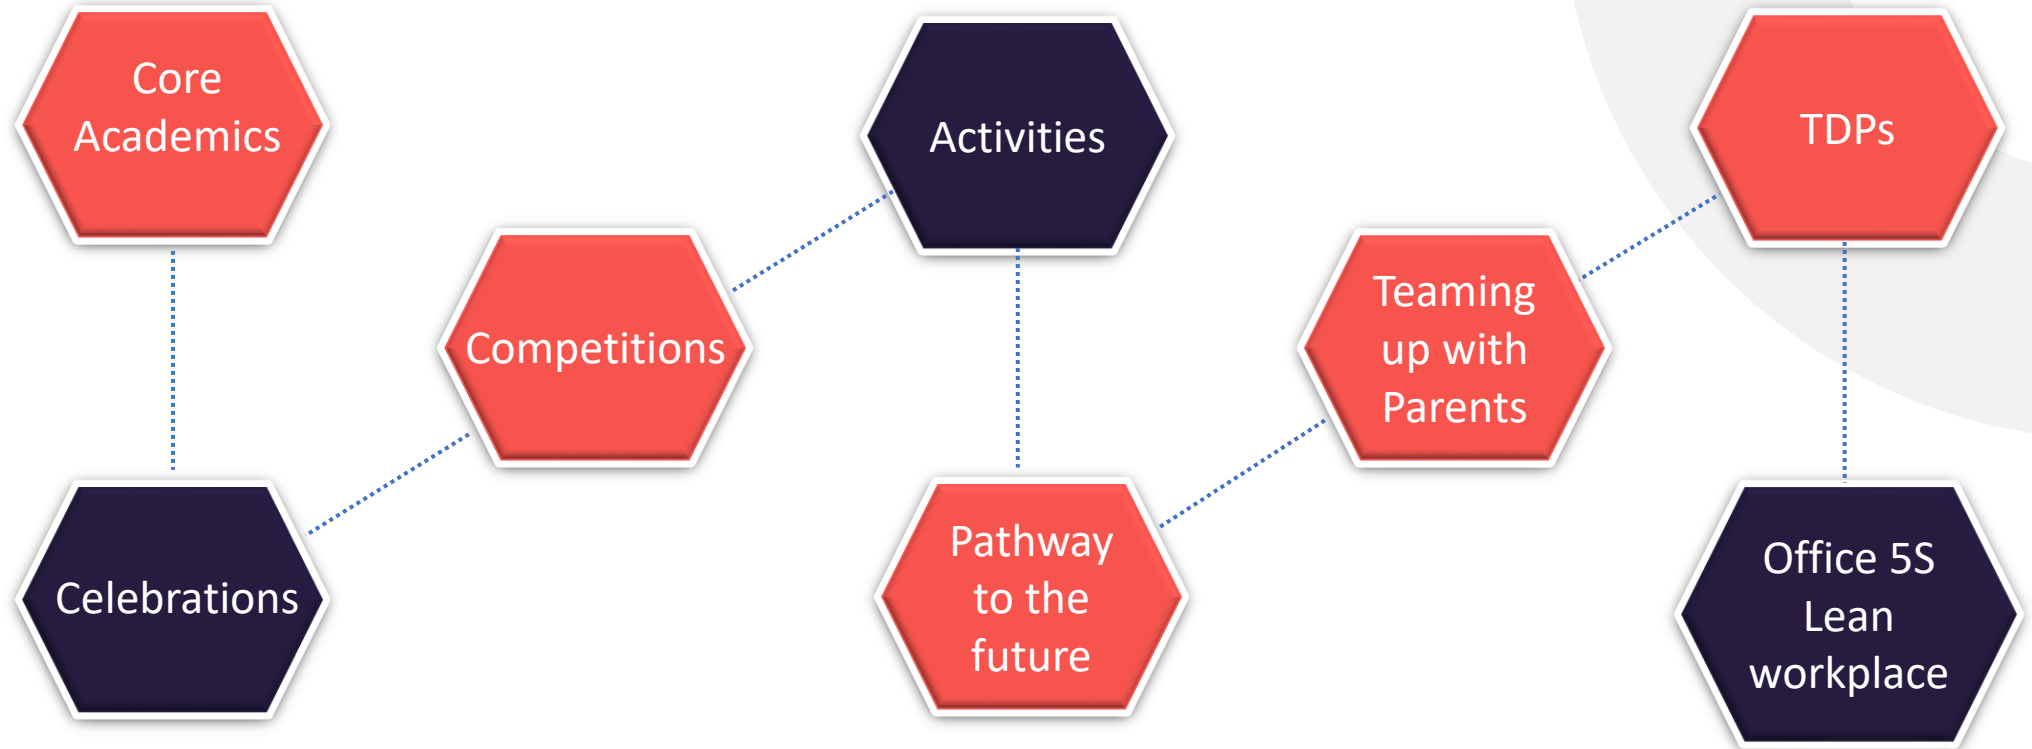 Core
Academics
Celebrations
Competitions
Activities
Pathway
to the
future
Teaming
up with
Parents
TDPs
Office 5S
Lean
workplace